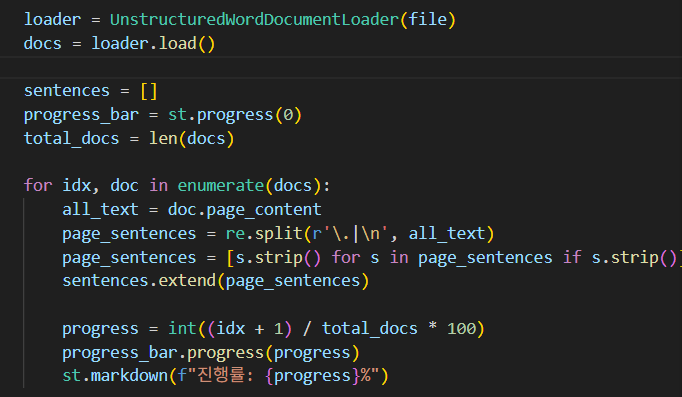 loader = UnstructuredWordDocumentLoader(file)
docs = loader.load()
sentences = []
progress_bar = st.progress(0)
total_docs = len(docs)
for idx, doc in enumerate(docs):
all_text = doc.page_content
page_sentences = re.split(r'\.|\n', all_text)
page_sentences = [s.strip() for s in page_sentences if s.strip()]
sentences.extend(page_sentences)
progress = int((idx + 1) / total_docs * 100)
progress_bar.progress(progress)
st.markdown(f"진행률: {progress}%")